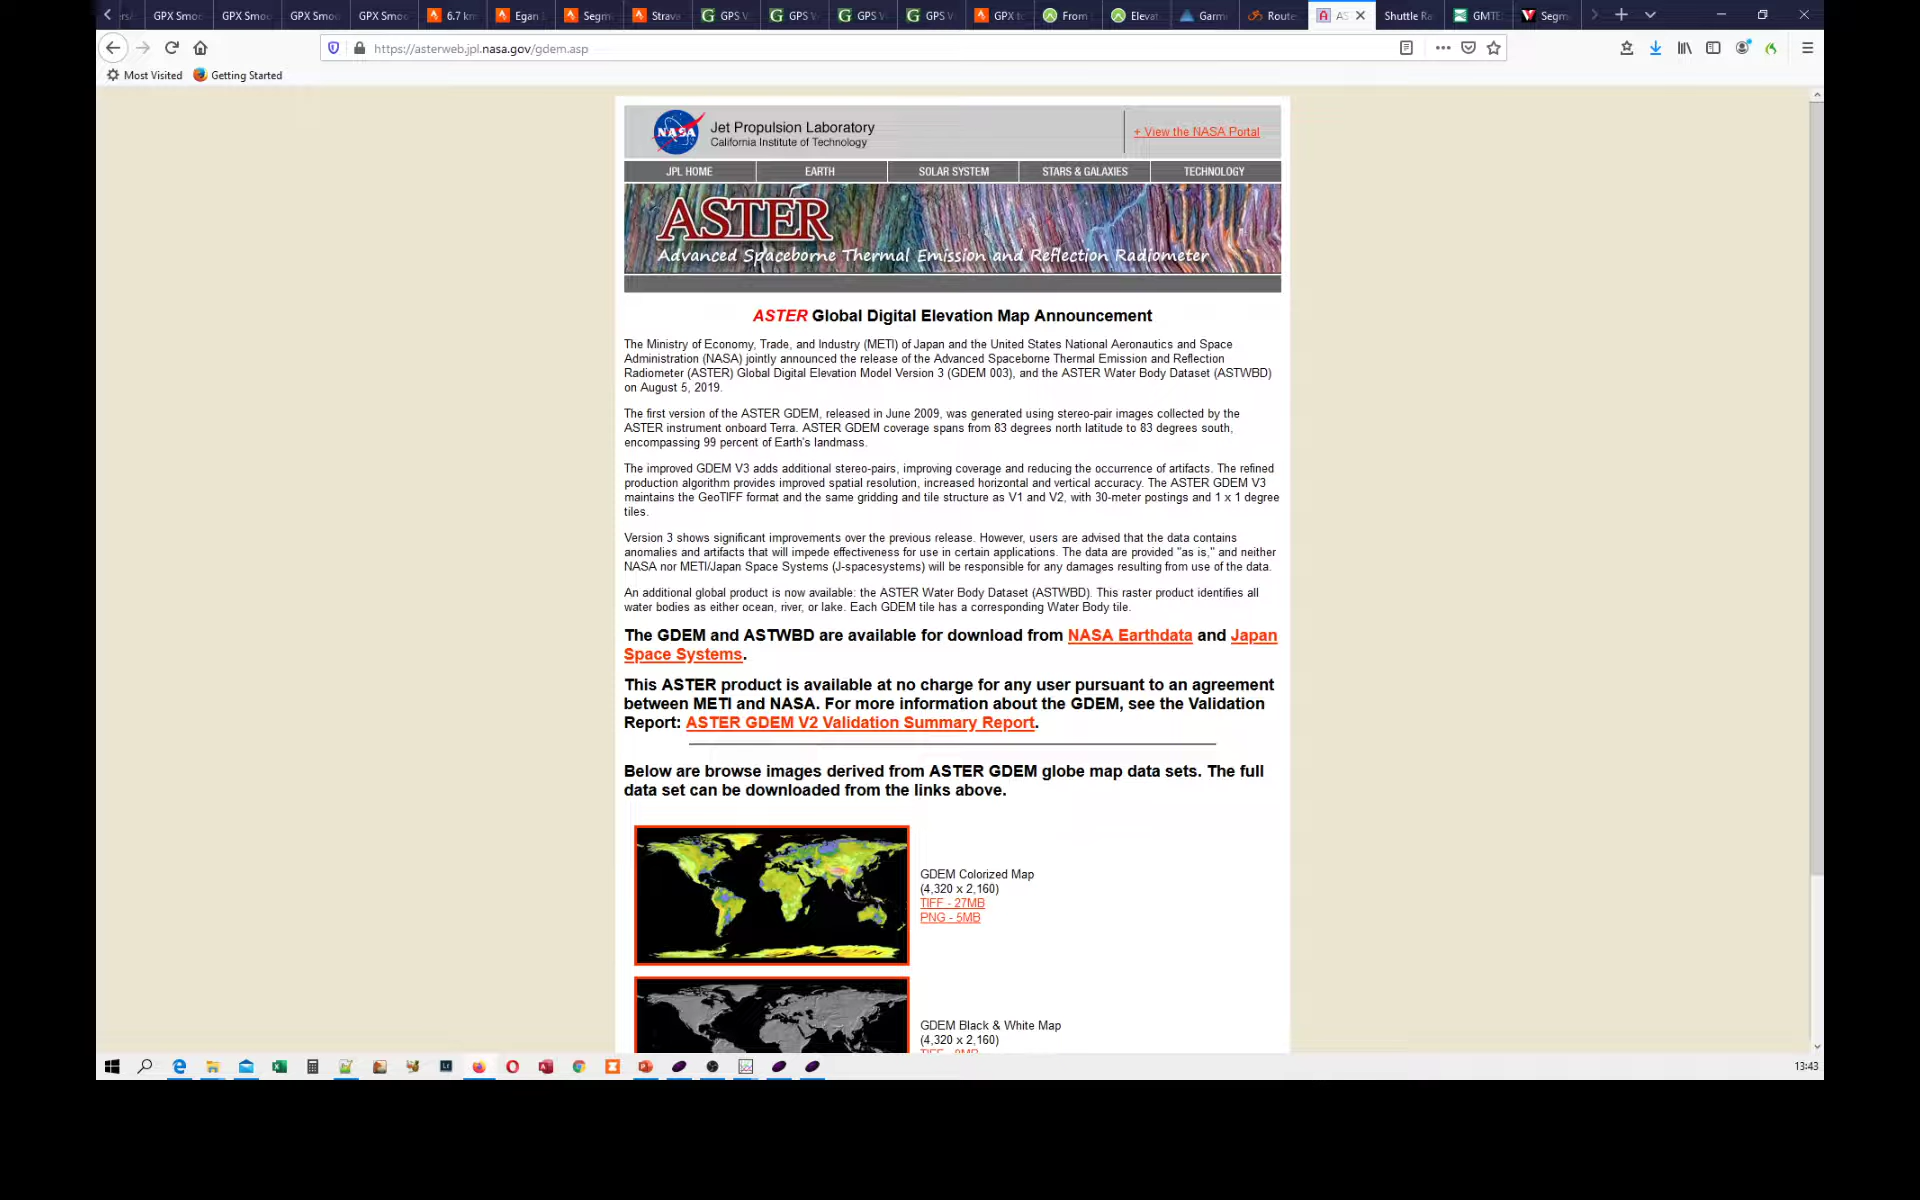 GPX Smo
GPX Smo
GPX Smo
GPX Smo
6.7 k
Egan
Segm
Strava
GPS V
GPS V
GPS V
GPS V
GPX t
From
Elevat
Garm
Route
AS
Shuttle Ra
GMTE
Segm
https://asterweb.jpl.nasa.gov/gdem.asp
Most Visited
Getting Started
NASA
Jet Propulsion Laboratory
California Institute of Technology
+ View the NASA Portal
JPL HOME
EARTH
SOLAR SYSTEM
STARS & GALAXIES
TECHNOLOGY
ASTER
Advanced Spaceborne Thermal Emission and Reflection Radiometer
ASTER Global Digital Elevation Map Announcement
The Ministry of Economy, Trade, and Industry (METI) of Japan and the United States National Aeronautics and Space
Administration (NASA) jointly announced the release of the Advanced Spaceborne Thermal Emission and Reflection
Radiometer (ASTER) Global Digital Elevation Model Version 3 (GDEM 003), and the ASTER Water Body Dataset (ASTWBD)
on August 5, 2019.
The first version of the ASTER GDEM, released in June 2009, was generated using stereo-pair images collected by the
ASTER instrument onboard Terra. ASTER GDEM coverage spans from 83 degrees north latitude to 83 degrees south,
encompassing 99 percent of Earth's landmass.
The improved GDEM V3 adds additional stereo-pairs, improving coverage and reducing the occurrence of artifacts. The refined
production algorithm provides improved spatial resolution, increased horizontal and vertical accuracy. The ASTER GDEM V3
maintains the GeoTIFF format and the same gridding and tile structure as V1 and V2, with 30-meter postings and 1 x 1 degree
tiles.
Version 3 shows significant improvements over the previous release. However, users are advised that the data contains
anomalies and artifacts that will impede effectiveness for use in certain applications. The data are provided "as is," and neither
NASA nor METI/Japan Space Systems (J-spacesystems) will be responsible for any damages resulting from use of the data.
An additional global product is now available: the ASTER Water Body Dataset (ASTWBD). This raster product identifies all
water bodies as either ocean, river, or lake. Each GDEM tile has a corresponding Water Body tile.
The GDEM and ASTWBD are available for download from NASA Earthdata and Japan
Space Systems.
This ASTER product is available at no charge for any user pursuant to an agreement
between METI and NASA. For more information about the GDEM, see the Validation
Report: ASTER GDEM V2 Validation Summary Report.
Below are browse images derived from ASTER GDEM globe map data sets. The full
data set can be downloaded from the links above.
GDEM Colorized Map
(4,320 x 2,160)
TIFF - 27MB
PNG - 5MB
GDEM Black & White Map
(4,320 x 2,160)
13:43